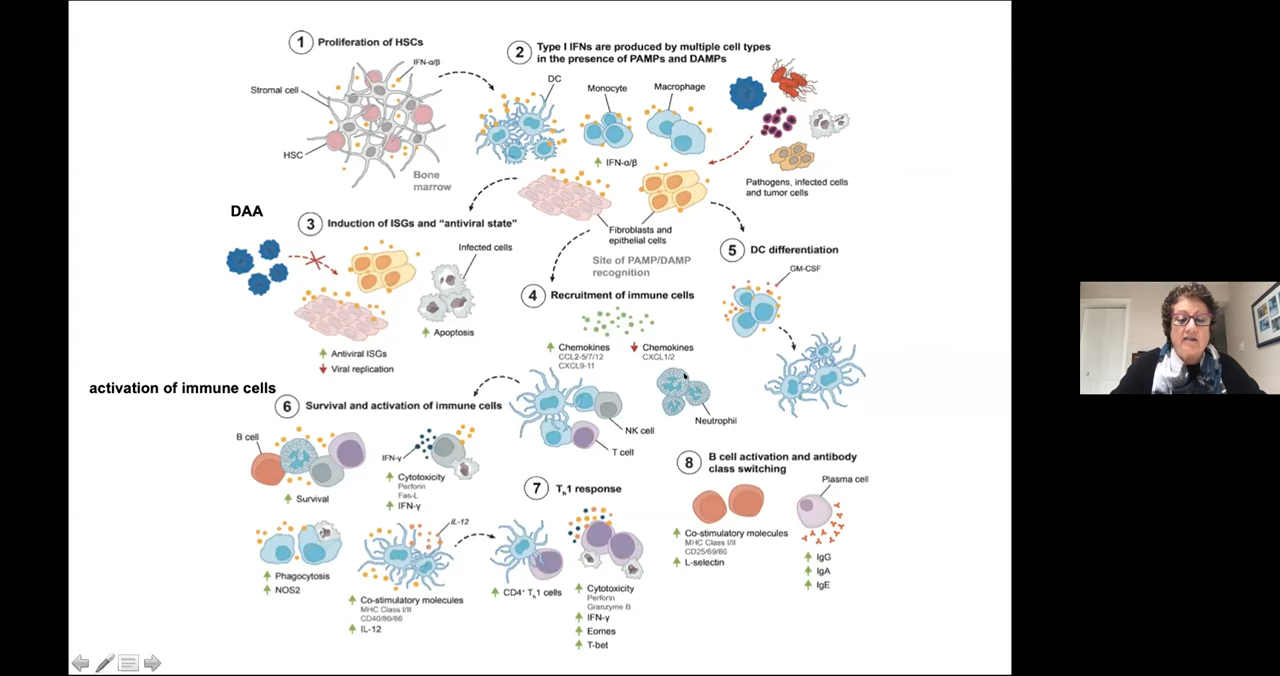 1 Proliferation of HSCs
IFN-α/β
Stromal cell
HSC
Bone
marrow
2 Type I IFNs are produced by multiple cell types
in the presence of PAMPs and DAMPs
DC
Monocyte
Macrophage
IFN-α/β
Pathogens, infected cells
and tumor cells
Fibroblasts and
epithelial cells
Site of PAMP/DAMP
recognition
DAA
3 Induction of ISGs and “antiviral state”
Infected cells
Apoptosis
Antiviral ISGs
Viral replication
4 Recruitment of immune cells
Chemokines
CCL2-5/7/12
CXCL9-11
Chemokines
CXCL1/2
Neutrophil
NK cell
T cell
5 DC differentiation
GM-CSF
activation of immune cells
6 Survival and activation of immune cells
B cell
Survival
IFN-γ
Cytotoxicity
Perforin
Fas-L
IFN-γ
Phagocytosis
NOS2
IL-12
Co-stimulatory molecules
MHC Class I/II
CD40/80/86
IL-12
7 Th1 response
CD4+ Th1 cells
Cytotoxicity
Perforin
Granzyme B
IFN-γ
Eomes
T-bet
8 B cell activation and antibody
class switching
Plasma cell
Co-stimulatory molecules
MHC Class I/II
CD25/69/86
L-selectin
IgG
IgA
IgE